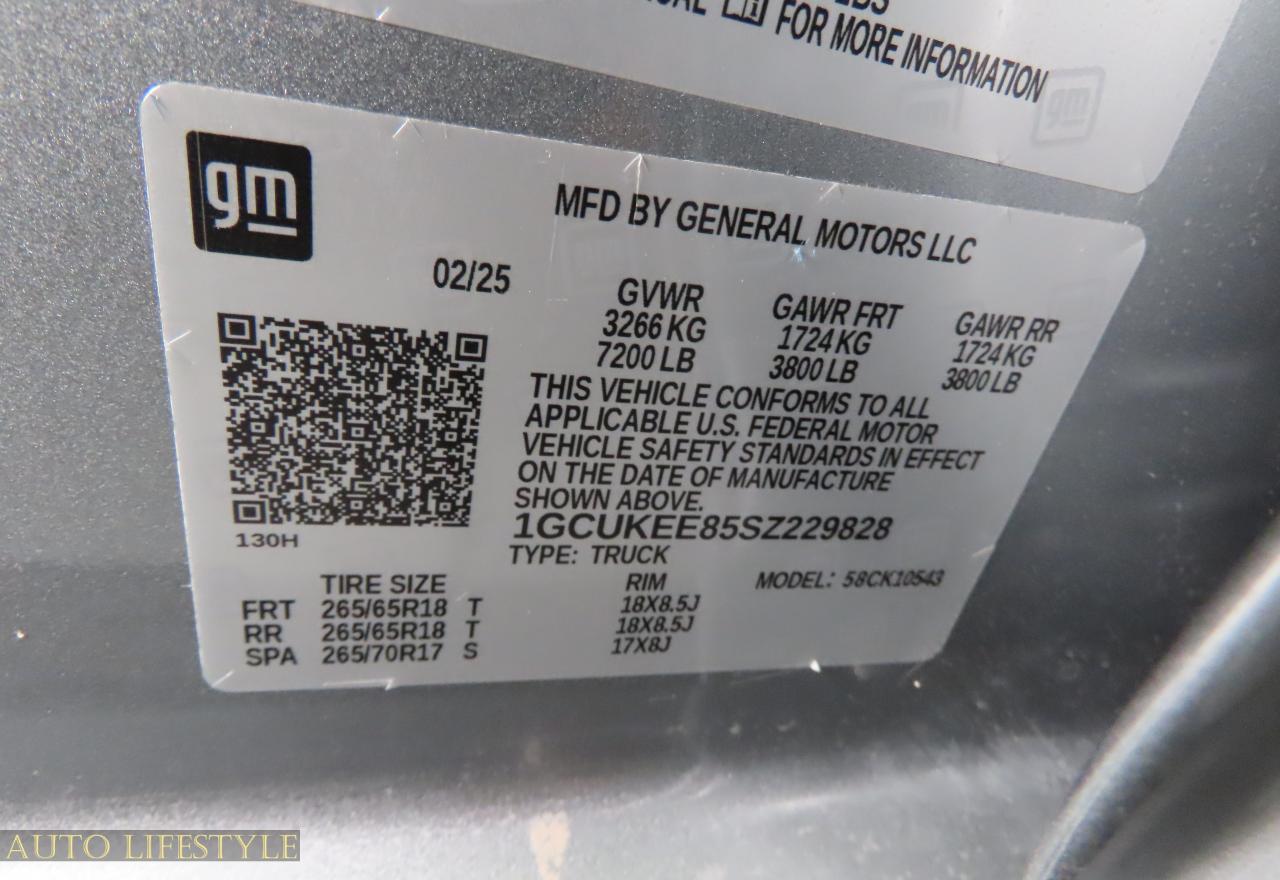 LBS
FOR MORE INFORMATION
gm
gm
MFD BY GENERAL MOTORS LLC
02/25
GVWR GAWR FRT GAWR RR
3266 KG 1724 KG 1724 KG
7200 LB 3800 LB 3800 LB
THIS VEHICLE CONFORMS TO ALL
APPLICABLE U.S. FEDERAL MOTOR
VEHICLE SAFETY STANDARDS IN EFFECT
ON THE DATE OF MANUFACTURE
SHOWN ABOVE.
1GCUKEE85SZ229828
130H
TYPE: TRUCK
TIRE SIZE RIM MODEL: 58CK10543
FRT 265/65R18 T 18X8.5J
RR 265/65R18 T 18X8.5J
SPA 265/70R17 S 17X8J
AUTO LIFESTYLE